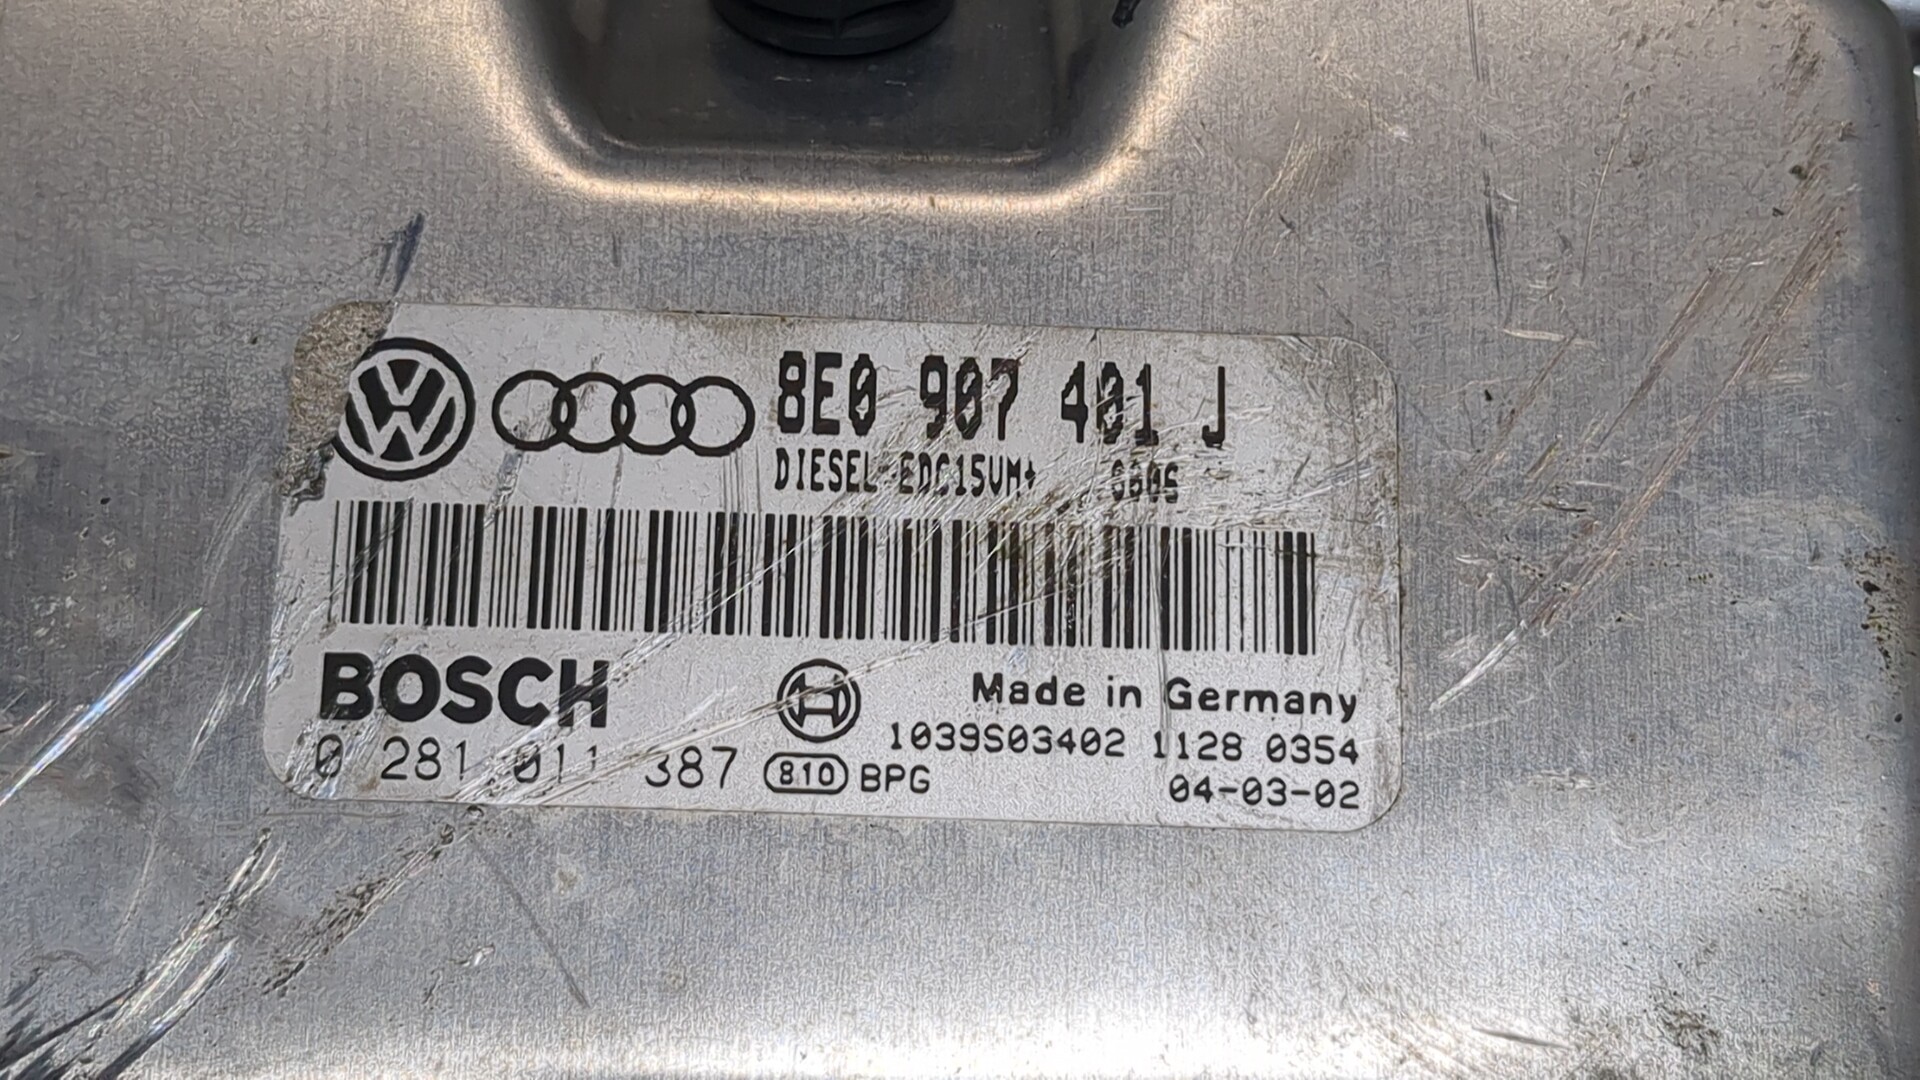 8E0 907 401 J
DIESEL-EDC15VM+
BOSCH
Made in Germany
1039S03402 1128 0354
0 281 011 387 810 BPG
04-03-02